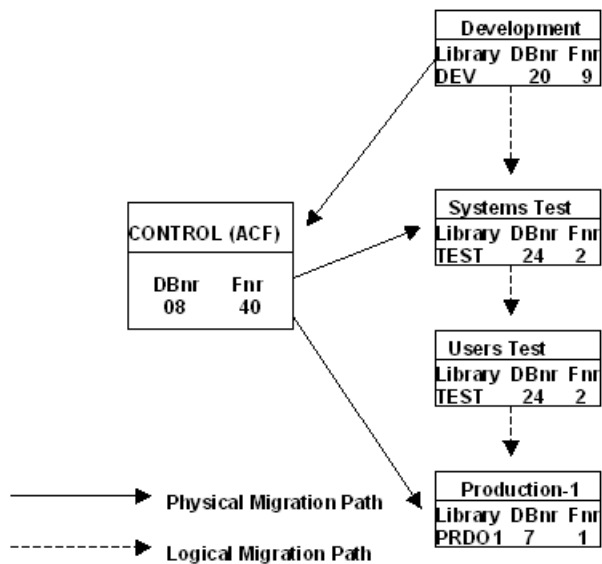 Development
Library DBnr Fnr
DEV 20 9
Systems Test
Library DBnr Fnr
TEST 24 2
CONTROL (ACF)
DBnr Fnr
08 40
Users Test
Library DBnr Fnr
TEST 24 2
Production-1
Library DBnr Fnr
PRDO1 7 1
Physical Migration Path
Logical Migration Path